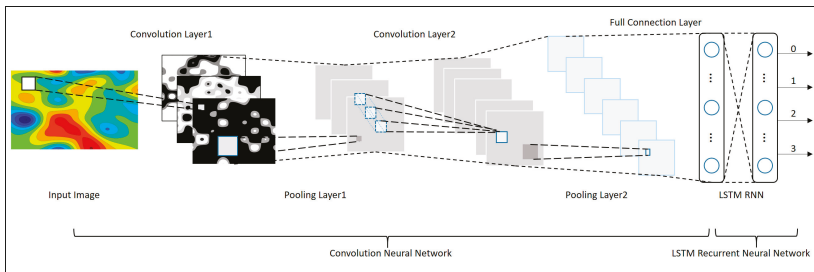 Full Connection Layer
Convolution Layer1
Convolution Layer2
0
1
2
3
Input Image
Pooling Layer1
Pooling Layer2
LSTM RNN
Convolution Neural Network
LSTM Recurrent Neural Network